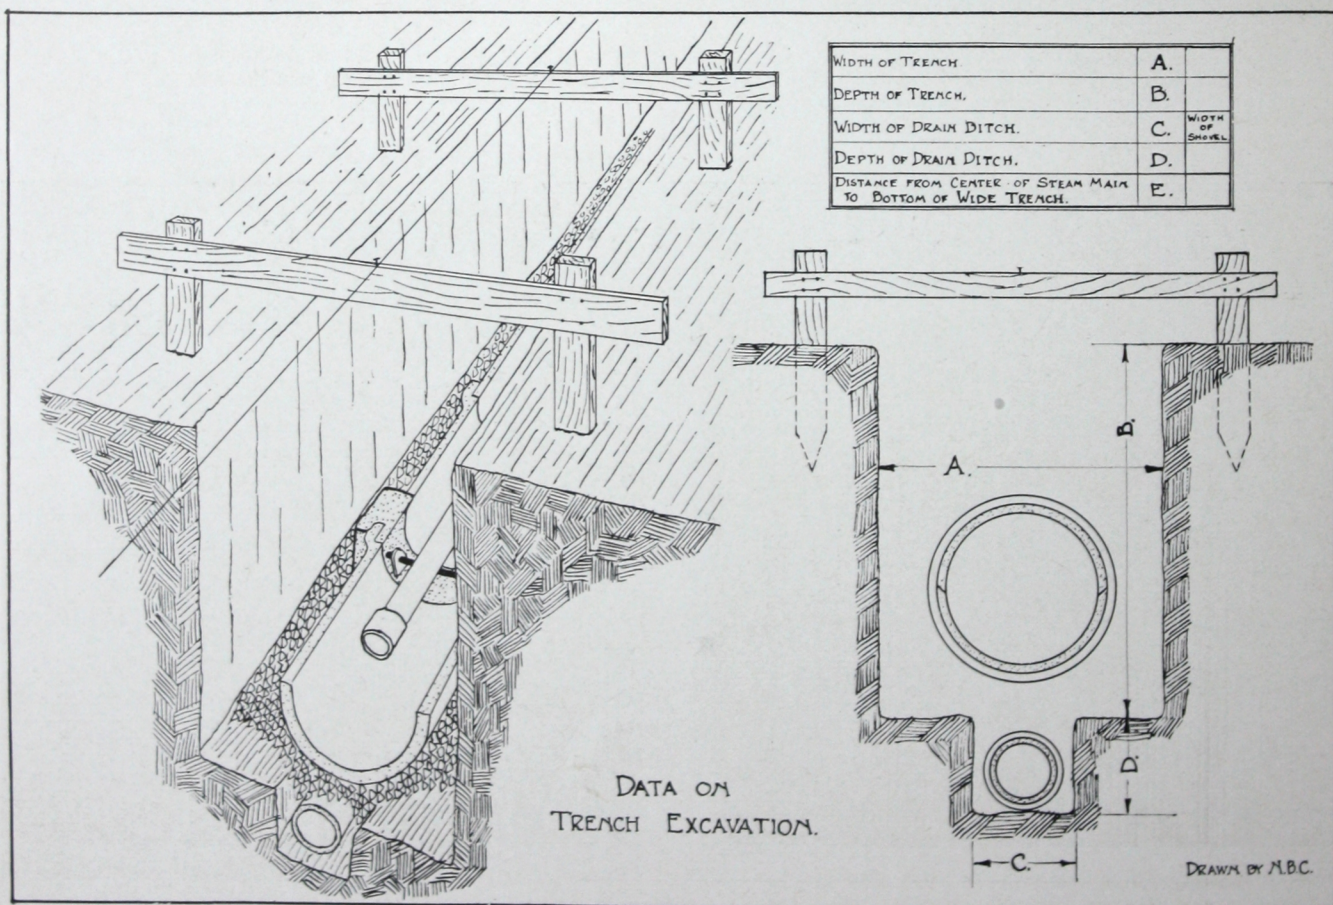 WIDTH OF TRENCH A.
DEPTH OF TRENCH. B.
WIDTH OF DRAIN DITCH. C. WIDTH OF SHOVEL
DEPTH OF DRAIN DITCH. D.
DISTANCE FROM CENTER OF STEAM MAIN
TO BOTTOM OF WIDE TRENCH. E.
A.
B.
D.
C.
DATA ON
TRENCH EXCAVATION.
DRAWN BY N.B.C.